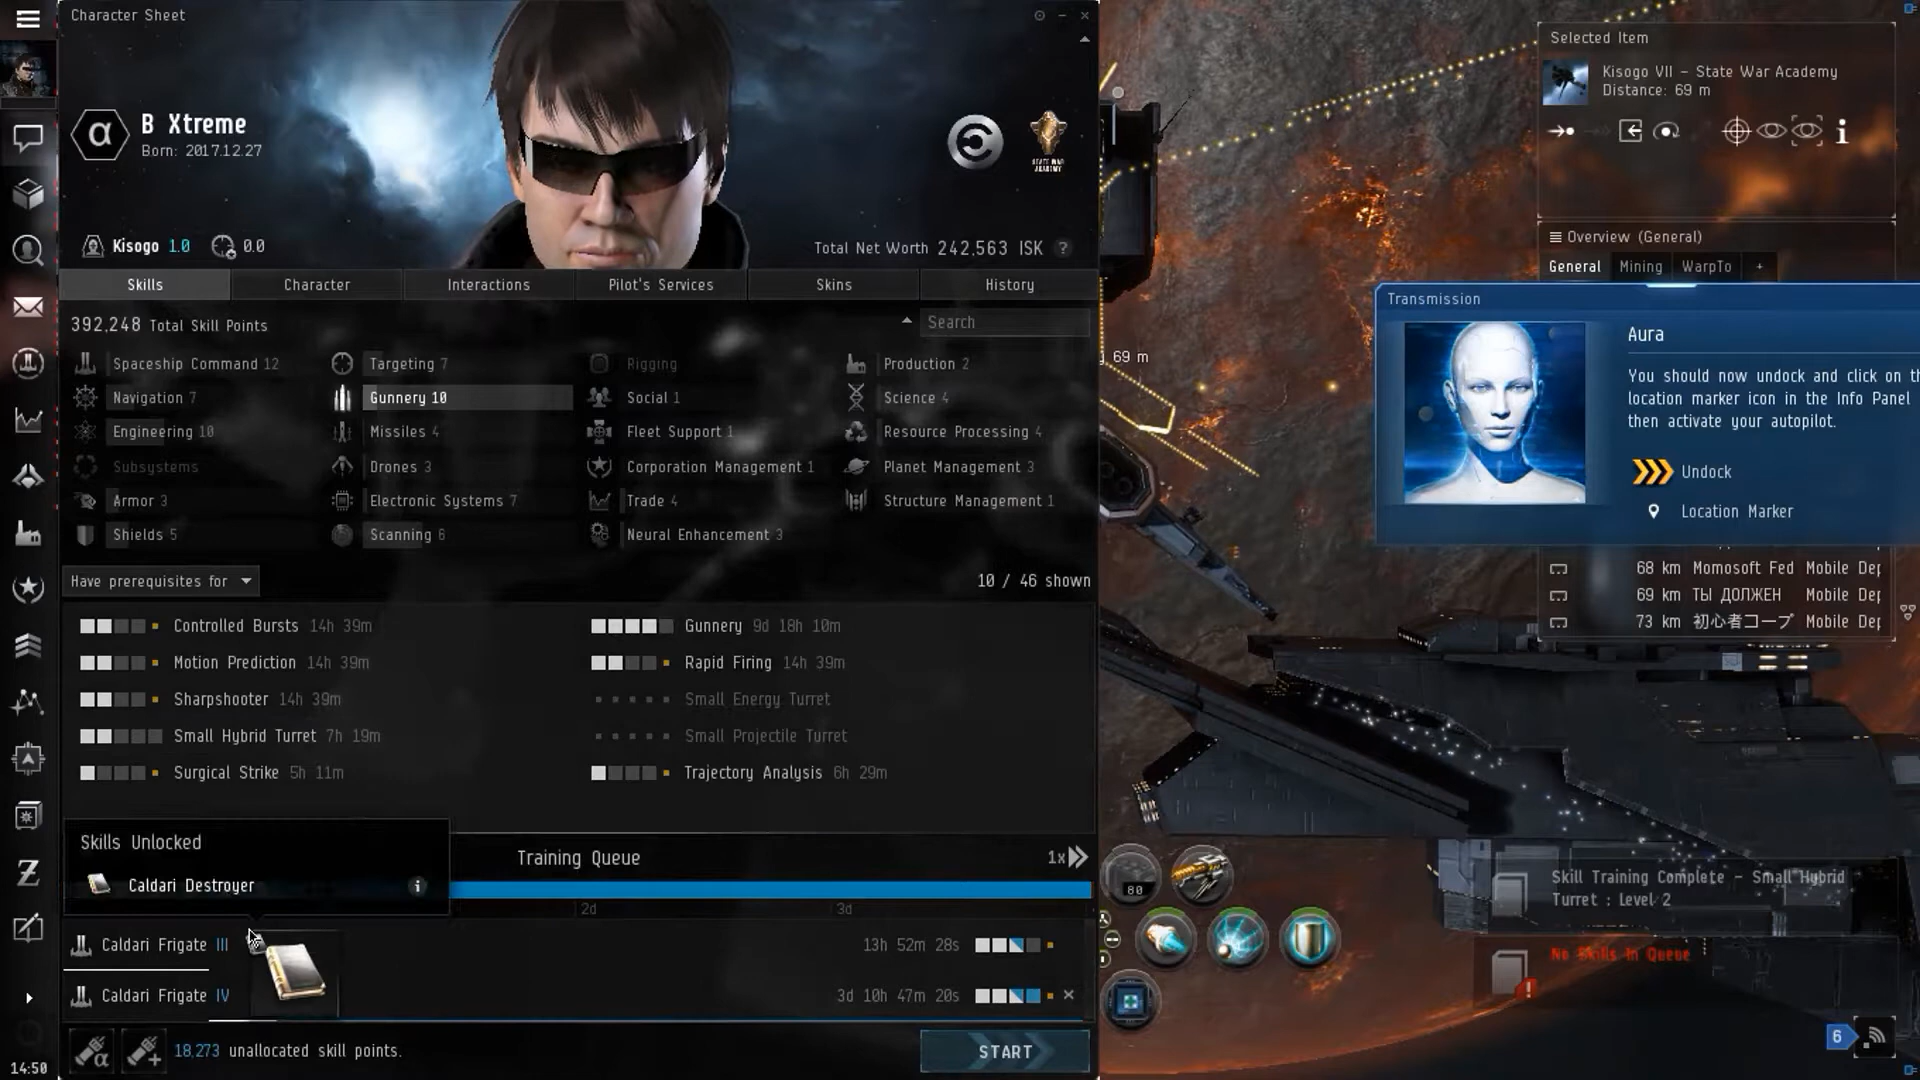 Character Sheet
α
B Xtreme
Born: 2017.12.27
STATE WAR
ACADEMY
Kisogo 1.0
0.0
Total Net Worth 242,563 ISK ?
Skills
Character
Interactions
Pilot's Services
Skins
History
392,248 Total Skill Points
Search
Spaceship Command 12
Targeting 7
Rigging
Production 2
Navigation 7
Gunnery 10
Social 1
Science 4
Engineering 10
Missiles 4
Fleet Support 1
Resource Processing 4
Subsystems
Drones 3
Corporation Management 1
Planet Management 3
Armor 3
Electronic Systems 7
Trade 4
Structure Management 1
Shields 5
Scanning 6
Neural Enhancement 3
Have prerequisites for
10 / 46 shown
Controlled Bursts 14h 39m
Gunnery 9d 18h 10m
Motion Prediction 14h 39m
Rapid Firing 14h 39m
Sharpshooter 14h 39m
Small Energy Turret
Small Hybrid Turret 7h 19m
Small Projectile Turret
Surgical Strike 5h 11m
Trajectory Analysis 6h 29m
Skills Unlocked
Caldari Destroyer
Training Queue
1x
2d
3d
Caldari Frigate III
13h 52m 28s
Caldari Frigate IV
3d 10h 47m 20s
18,273 unallocated skill points.
START
14:50
Selected Item
Kisogo VII - State War Academy
Distance: 69 m
Overview (General)
General
Mining
WarpTo
+
69 m
Transmission
Aura
You should now undock and click on th
location marker icon in the Info Panel
then activate your autopilot.
Undock
Location Marker
68 km Momosoft Fed Mobile Dep
69 km ТЫ ДОЛЖЕН Mobile Dep
73 km 初心者コープ Mobile Dep
80
Skill Training Complete - Small Hybrid
Turret : Level 2
No Skills In Queue
6